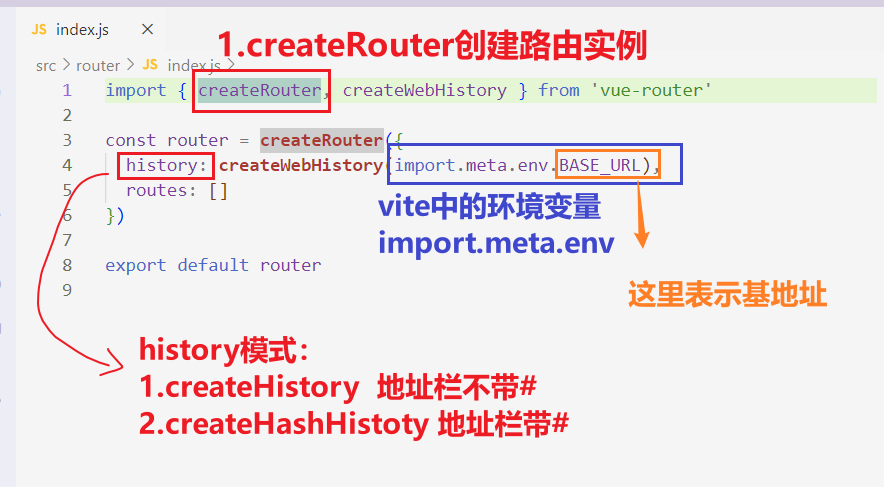 JS index.js ×
1.createRouter创建路由实例
src > router > JS index.js >
1 import { createRouter, createWebHistory } from 'vue-router'
2
3 const router = createRouter({
4 history: createWebHistory(import.meta.env.BASE_URL),
5 routes: []
6 })
7
8 export default router
9
vite中的环境变量
import.meta.env
这里表示基地址
history模式：
1.createHistory 地址栏不带#
2.createHashHistoty 地址栏带#